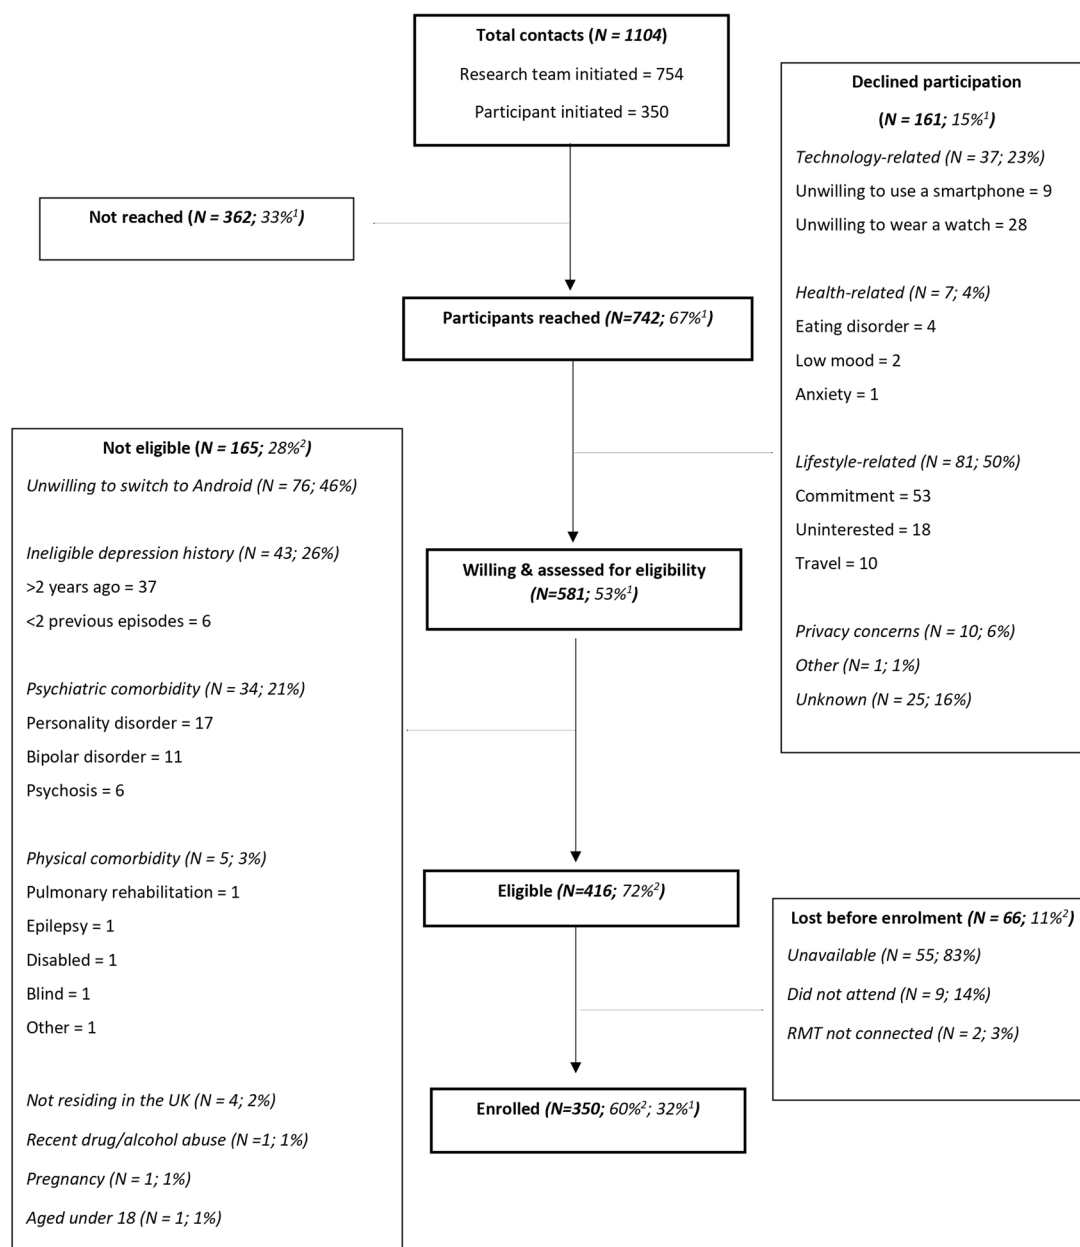 Total contacts (N = 1104)
Research team initiated = 754
Participant initiated = 350
Not reached (N = 362; 33%¹)
Participants reached (N=742; 67%¹)
Declined participation
(N = 161; 15%¹)
Technology-related (N = 37; 23%)
Unwilling to use a smartphone = 9
Unwilling to wear a watch = 28
Health-related (N = 7; 4%)
Eating disorder = 4
Low mood = 2
Anxiety = 1
Lifestyle-related (N = 81; 50%)
Commitment = 53
Uninterested = 18
Travel = 10
Privacy concerns (N = 10; 6%)
Other (N= 1; 1%)
Unknown (N = 25; 16%)
Willing & assessed for eligibility
(N=581; 53%¹)
Not eligible (N = 165; 28%²)
Unwilling to switch to Android (N = 76; 46%)
Ineligible depression history (N = 43; 26%)
>2 years ago = 37
<2 previous episodes = 6
Psychiatric comorbidity (N = 34; 21%)
Personality disorder = 17
Bipolar disorder = 11
Psychosis = 6
Physical comorbidity (N = 5; 3%)
Pulmonary rehabilitation = 1
Epilepsy = 1
Disabled = 1
Blind = 1
Other = 1
Not residing in the UK (N = 4; 2%)
Recent drug/alcohol abuse (N =1; 1%)
Pregnancy (N = 1; 1%)
Aged under 18 (N = 1; 1%)
Eligible (N=416; 72%²)
Lost before enrolment (N = 66; 11%²)
Unavailable (N = 55; 83%)
Did not attend (N = 9; 14%)
RMT not connected (N = 2; 3%)
Enrolled (N=350; 60%²; 32%¹)